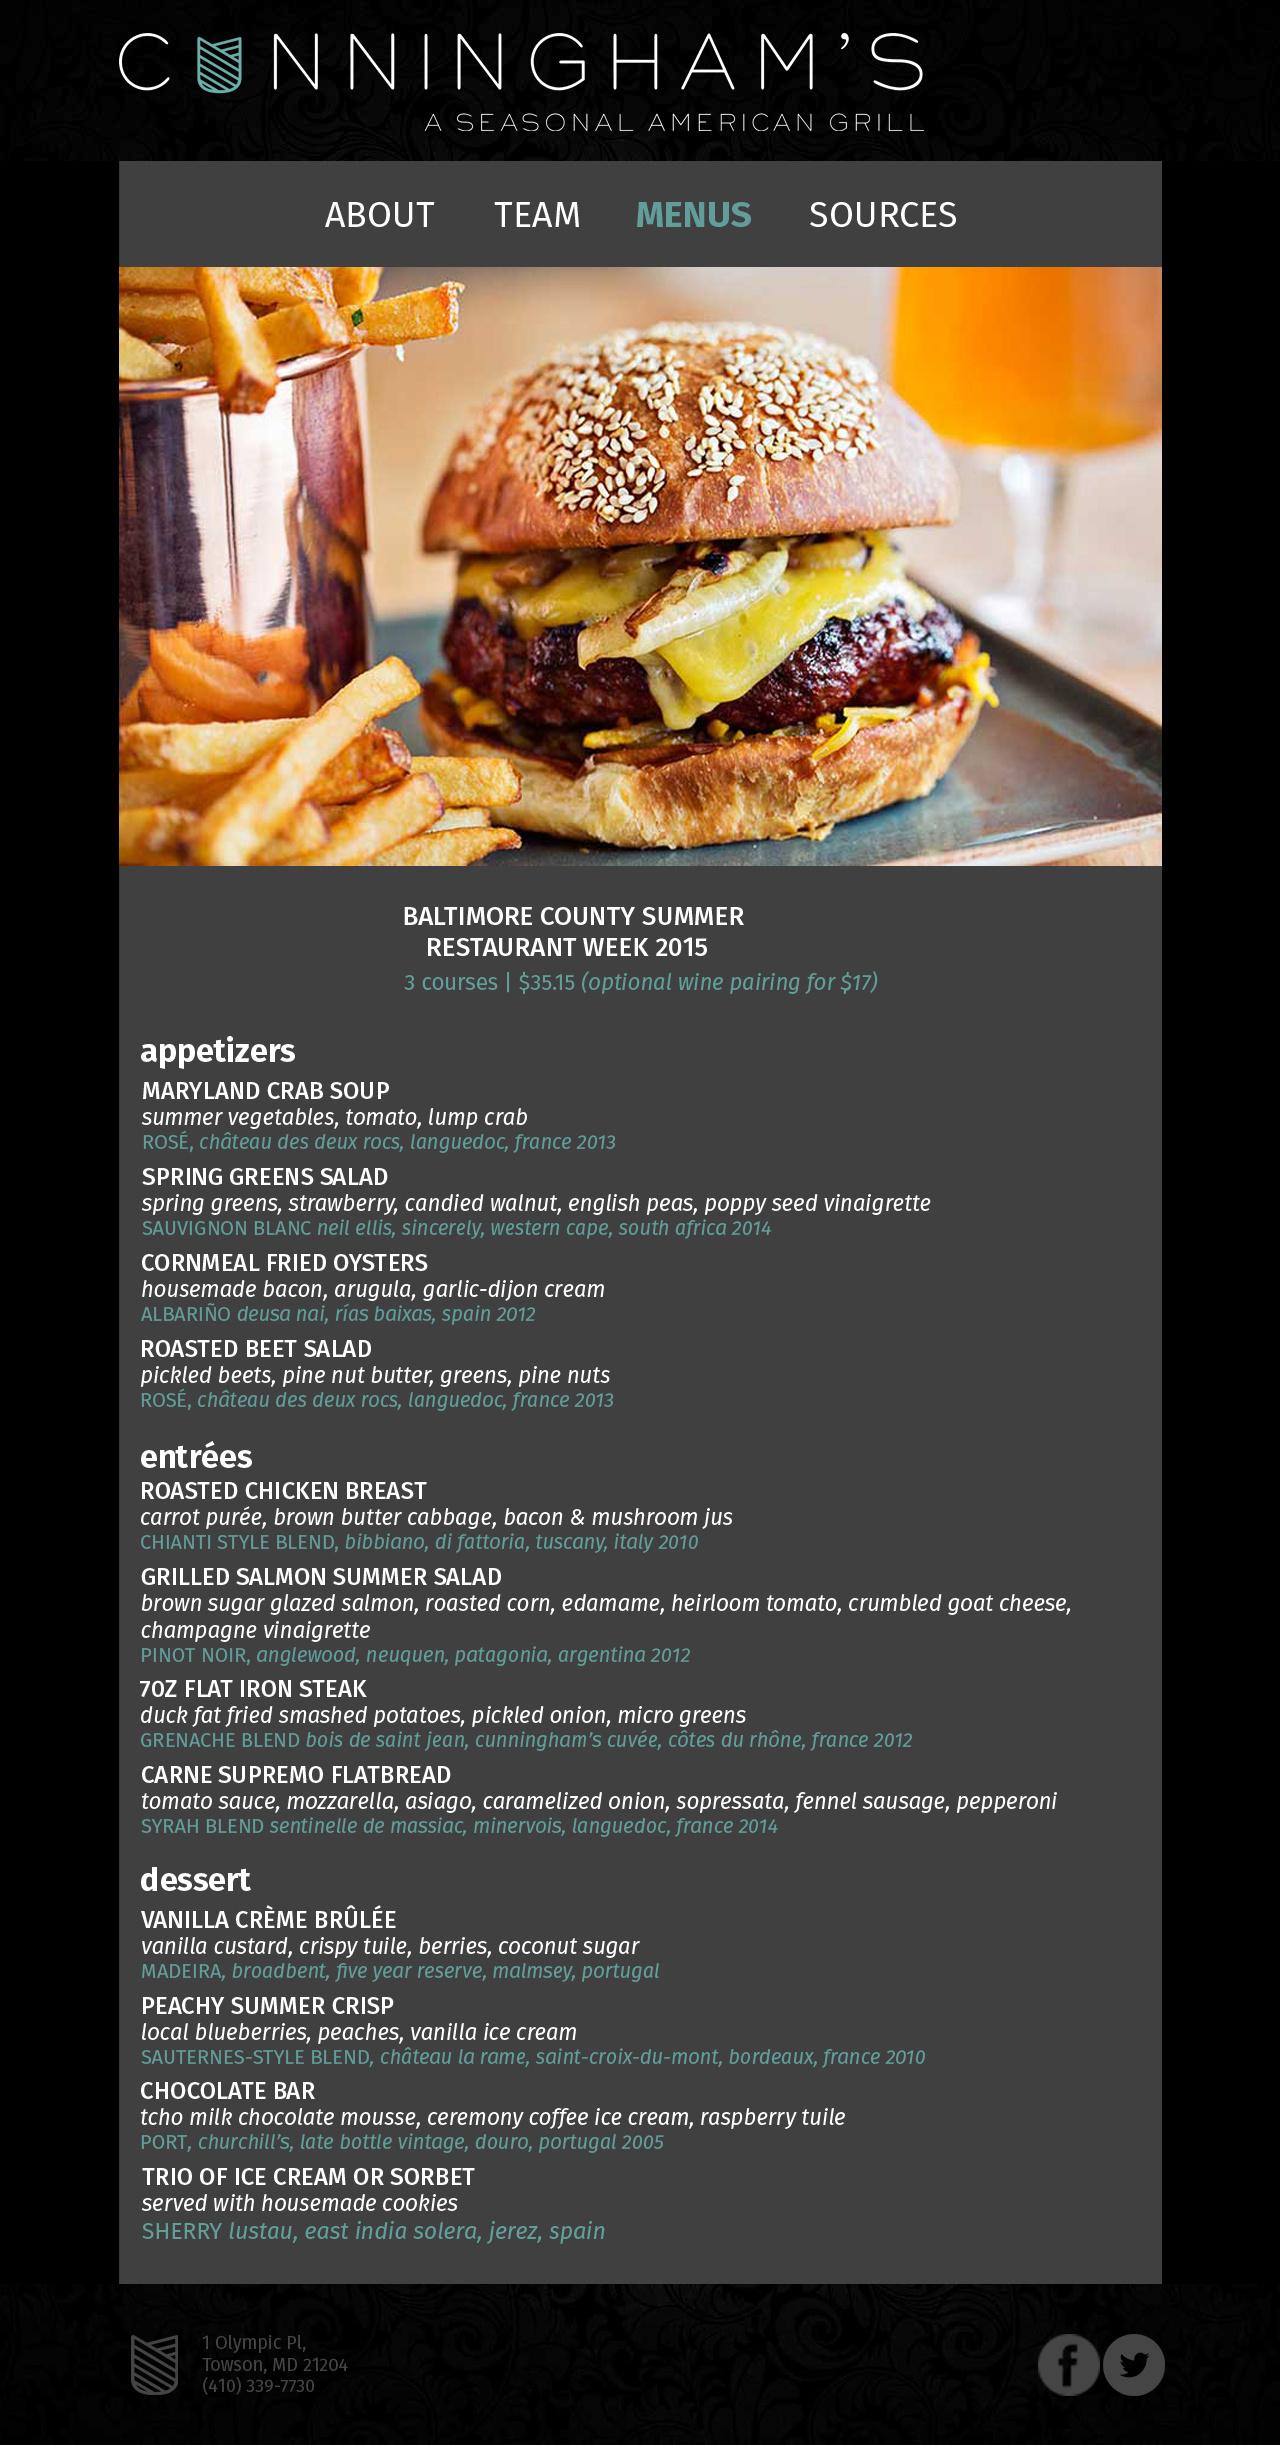 CUNNINGHAM'S
A SEASONAL AMERICAN GRILL
ABOUT TEAM MENUS SOURCES
BALTIMORE COUNTY SUMMER
RESTAURANT WEEK 2015
3 courses | $35.15 (optional wine pairing for $17)
appetizers
MARYLAND CRAB SOUP
summer vegetables, tomato, lump crab
ROSÉ, château des deux rocs, languedoc, france 2013
SPRING GREENS SALAD
spring greens, strawberry, candied walnut, english peas, poppy seed vinaigrette
SAUVIGNON BLANC neil ellis, sincerely, western cape, south africa 2014
CORNMEAL FRIED OYSTERS
housemade bacon, arugula, garlic-dijon cream
ALBARIÑO deusa nai, rías baixas, spain 2012
ROASTED BEET SALAD
pickled beets, pine nut butter, greens, pine nuts
ROSÉ, château des deux rocs, languedoc, france 2013
entrées
ROASTED CHICKEN BREAST
carrot purée, brown butter cabbage, bacon & mushroom jus
CHIANTI STYLE BLEND, bibbiano, di fattoria, tuscany, italy 2010
GRILLED SALMON SUMMER SALAD
brown sugar glazed salmon, roasted corn, edamame, heirloom tomato, crumbled goat cheese,
champagne vinaigrette
PINOT NOIR, anglewood, neuquen, patagonia, argentina 2012
7OZ FLAT IRON STEAK
duck fat fried smashed potatoes, pickled onion, micro greens
GRENACHE BLEND bois de saint jean, cunningham's cuvée, côtes du rhône, france 2012
CARNE SUPREMO FLATBREAD
tomato sauce, mozzarella, asiago, caramelized onion, sopressata, fennel sausage, pepperoni
SYRAH BLEND sentinelle de massiac, minervois, languedoc, france 2014
dessert
VANILLA CRÈME BRÛLÉE
vanilla custard, crispy tuile, berries, coconut sugar
MADEIRA, broadbent, five year reserve, malmsey, portugal
PEACHY SUMMER CRISP
local blueberries, peaches, vanilla ice cream
SAUTERNES-STYLE BLEND, château la rame, saint-croix-du-mont, bordeaux, france 2010
CHOCOLATE BAR
tcho milk chocolate mousse, ceremony coffee ice cream, raspberry tuile
PORT, churchill's, late bottle vintage, douro, portugal 2005
TRIO OF ICE CREAM OR SORBET
served with housemade cookies
SHERRY lustau, east india solera, jerez, spain
1 Olympic Pl,
Towson, MD 21204
(410) 339-7730